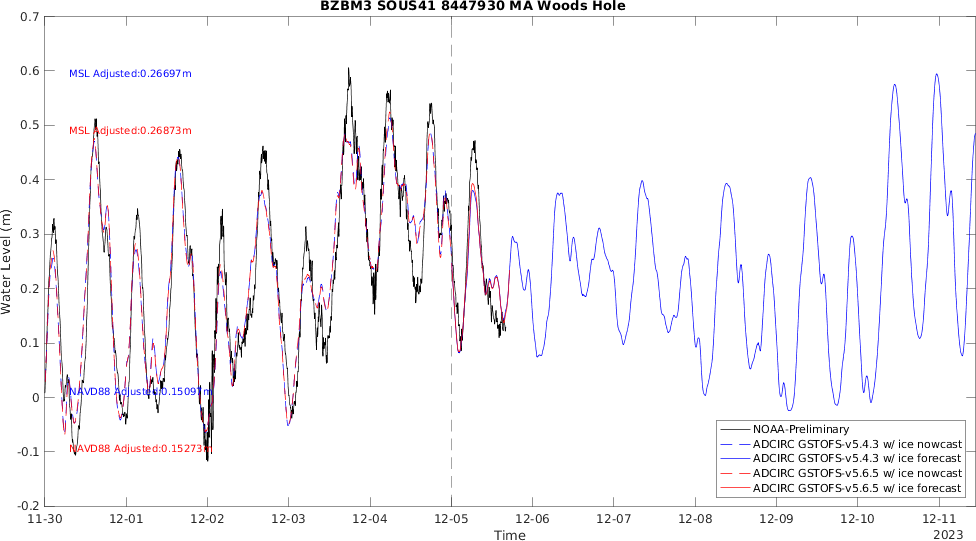 BZBM3 SOUS41 8447930 MA Woods Hole
0.7
0.6
0.5
0.4
0.3
0.2
0.1
0
-0.1
-0.2
Water Level (m)
MSL Adjusted:0.26697m
MSL Adjusted:0.26873m
NAVD88 Adjusted:0.15097m
NAVD88 Adjusted:0.15273m
NOAA-Preliminary
ADCIRC GSTOFS-v5.4.3 w/ ice nowcast
ADCIRC GSTOFS-v5.4.3 w/ ice forecast
ADCIRC GSTOFS-v5.6.5 w/ ice nowcast
ADCIRC GSTOFS-v5.6.5 w/ ice forecast
11-30 12-01 12-02 12-03 12-04 12-05 12-06 12-07 12-08 12-09 12-10 12-11
2023
Time